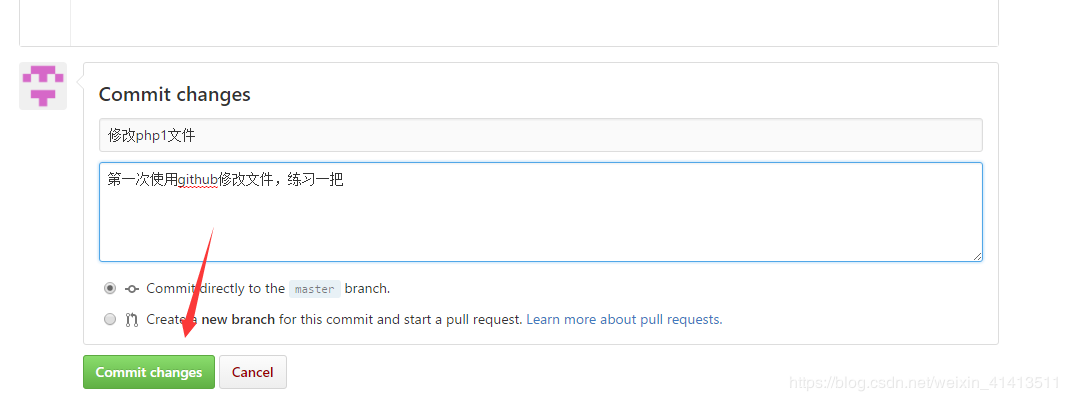 Commit changes
修改php1文件
第一次使用github修改文件，练习一把
Commit directly to the master branch.
Create a new branch for this commit and start a pull request. Learn more about pull requests.
Commit changes Cancel
https://blog.csdn.net/weixin_41413511